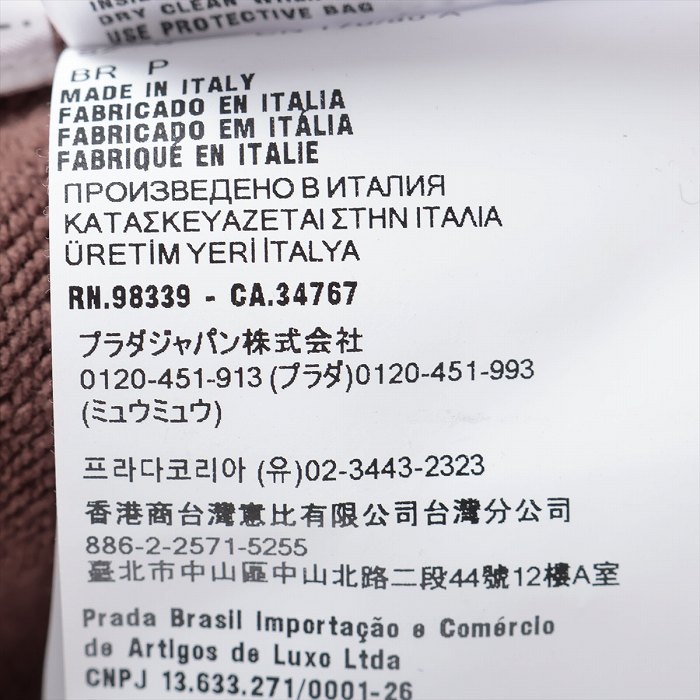 DRY CLEAN
USE PROTECTIVE BAG
BR P
MADE IN ITALY
FABRICADO EN ITALIA
FABRICADO EM ITÁLIA
FABRIQUÉ EN ITALIE
ПРОИЗВЕДЕНО В ИТАЛИЯ
ΚΑΤΑΣΚΕΥΑΖΕΤΑΙ ΣΤΗΝ ΙΤΑΛΙΑ
ÜRETİM YERİ İTALYA
RN.98339 - CA.34767
プラダジャパン株式会社
0120-451-913 (プラダ)0120-451-993
(ミュウミュウ)
프라다코리아 (유)02-3443-2323
香港商台灣惠比有限公司台灣分公司
886-2-2571-5255
臺北市中山區中山北路二段44號12樓A室
Prada Brasil Importação e Comércio
de Artigos de Luxo Ltda
CNPJ 13.633.271/0001-26